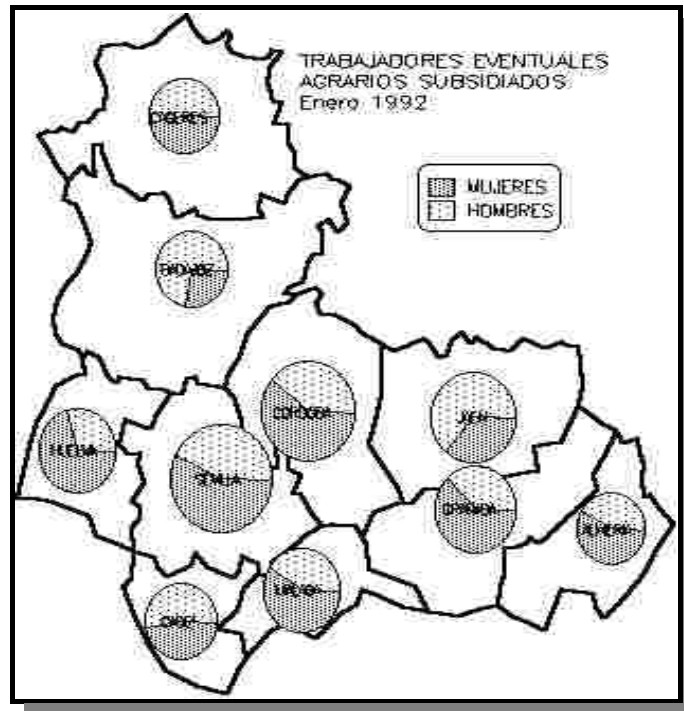 TRABAJADORES EVENTUALES
AGRARIOS SUBSIDIADOS
Enero 1992
CACERES
MUJERES
HOMBRES
BADAJOZ
CORDOBA
JAEN
HUELVA
SEVILLA
GRANADA
ALMERIA
MALAGA
CADIZ